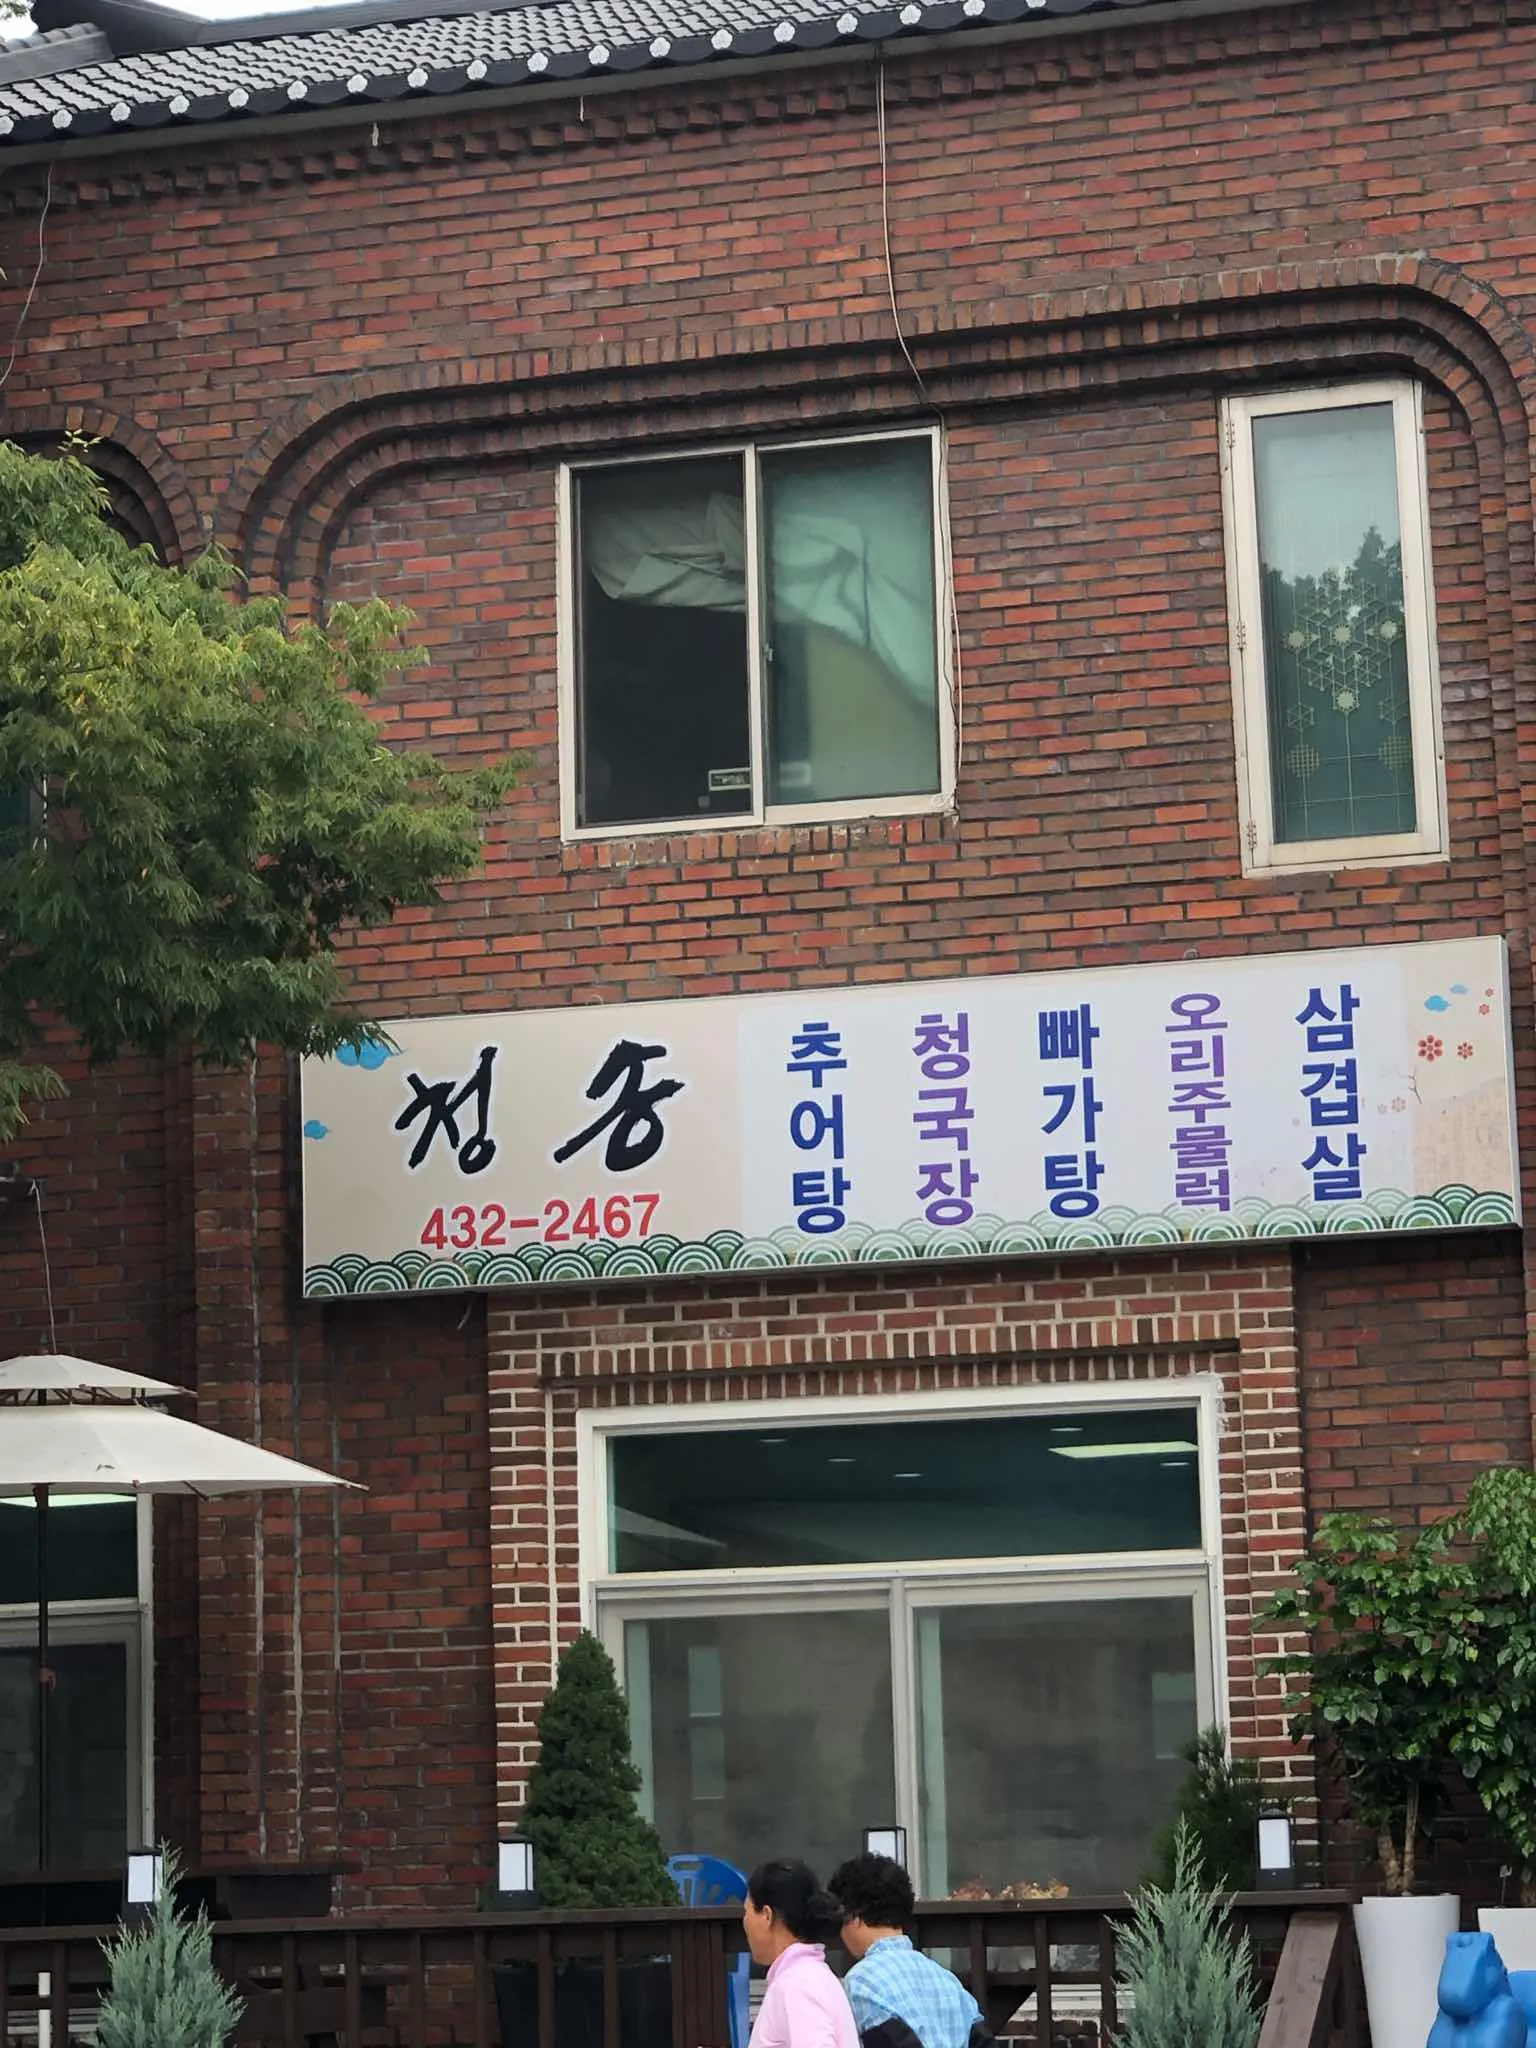 청송
432-2467
추어탕
청국장
빠가탕
오리주물럭
삼겹살